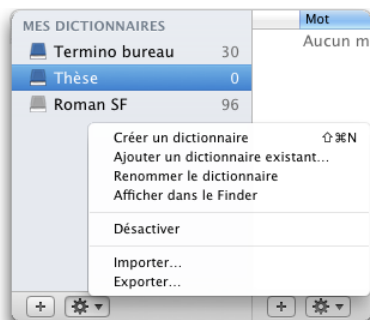 MES DICTIONNAIRES
Termino bureau 30
Thèse 0
Roman SF 96
Mot
Aucun m
Créer un dictionnaire ⇧⌘N
Ajouter un dictionnaire existant...
Renommer le dictionnaire
Afficher dans le Finder
Désactiver
Importer...
Exporter...